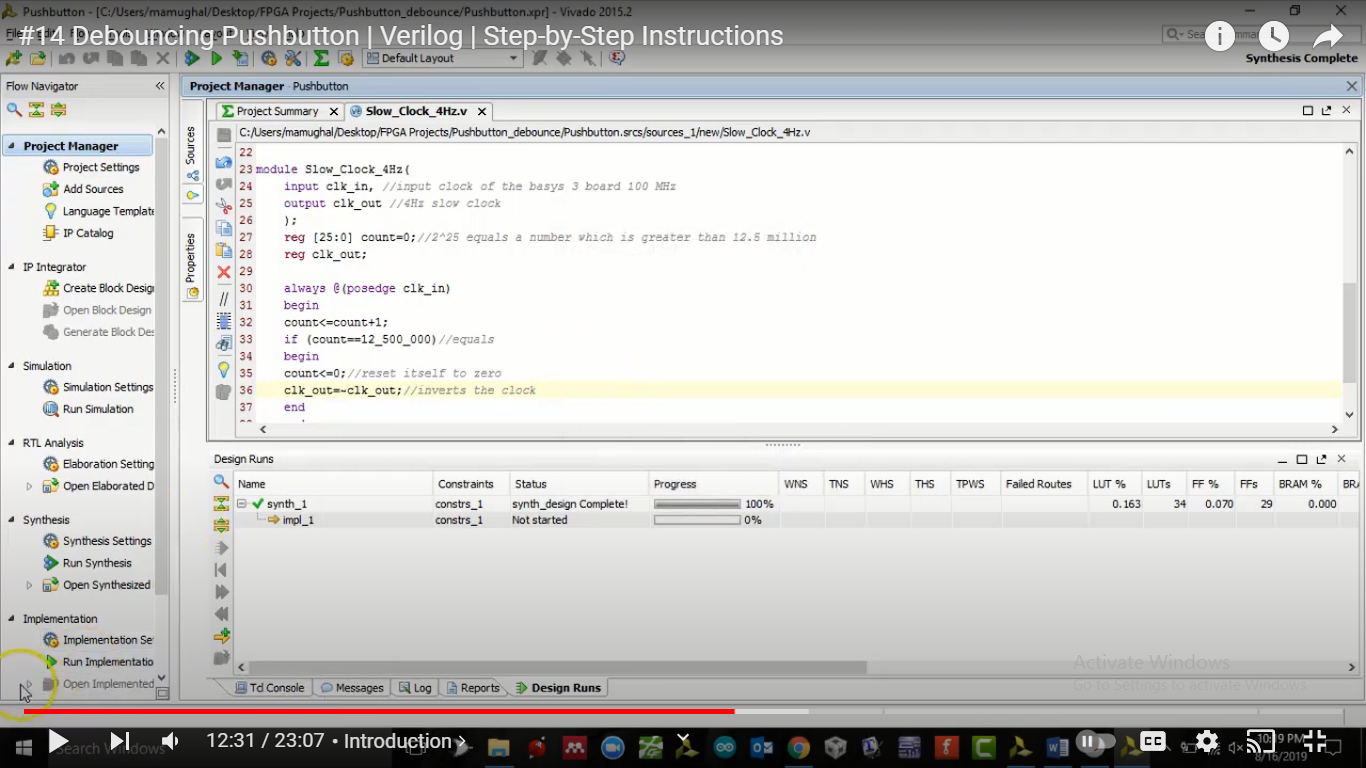 Pushbutton - [C:/Users/mamughal/Desktop/FPGA Projects/Pushbutton_debounce/Pushbutton.xpr] - Vivado 2015.2
#14 Debouncing Pushbutton | Verilog | Step-by-Step Instructions
Default Layout
Synthesis Complete
Flow Navigator
Project Manager - Pushbutton
Project Summary
Slow_Clock_4Hz.v
C:/Users/mamughal/Desktop/FPGA Projects/Pushbutton_debounce/Pushbutton.srcs/sources_1/new/Slow_Clock_4Hz.v
Sources
Properties
Project Manager
Project Settings
Add Sources
Language Template
IP Catalog
IP Integrator
Create Block Desig
Open Block Design
Generate Block Des
Simulation
Simulation Settings
Run Simulation
RTL Analysis
Elaboration Setting
Open Elaborated D
Synthesis
Synthesis Settings
Run Synthesis
Open Synthesized
Implementation
Implementation Se
Run Implementatio
Open Implemented
22
23 module Slow_Clock_4Hz(
24 input clk_in, //input clock of the basys 3 board 100 MHz
25 output clk_out //4Hz slow clock
26 );
27 reg [25:0] count=0;//2^25 equals a number which is greater than 12.5 million
28 reg clk_out;
29
30 always @(posedge clk_in)
31 begin
32 count<=count+1;
33 if (count==12_500_000)//equals
34 begin
35 count<=0;//reset itself to zero
36 clk_out=~clk_out;//inverts the clock
37 end
Design Runs
Name Constraints Status Progress WNS TNS WHS THS TPWS Failed Routes LUT % LUTs FF % FFs BRAM % BRA
synth_1 constrs_1 synth_design Complete! 100% 0.163 34 0.070 29 0.000
impl_1 constrs_1 Not started 0%
Activate Windows
Go to Settings to activate Windows.
Tcl Console Messages Log Reports Design Runs
Search Windows
12:31 / 23:07 • Introduction
CC
10:19 PM
8/16/2019